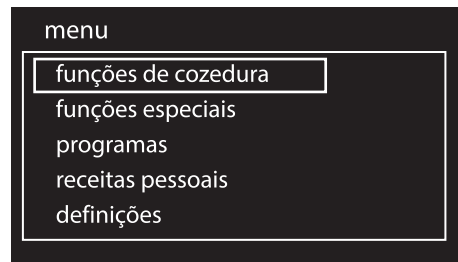 menu
funções de cozedura
funções especiais
programas
receitas pessoais
definições